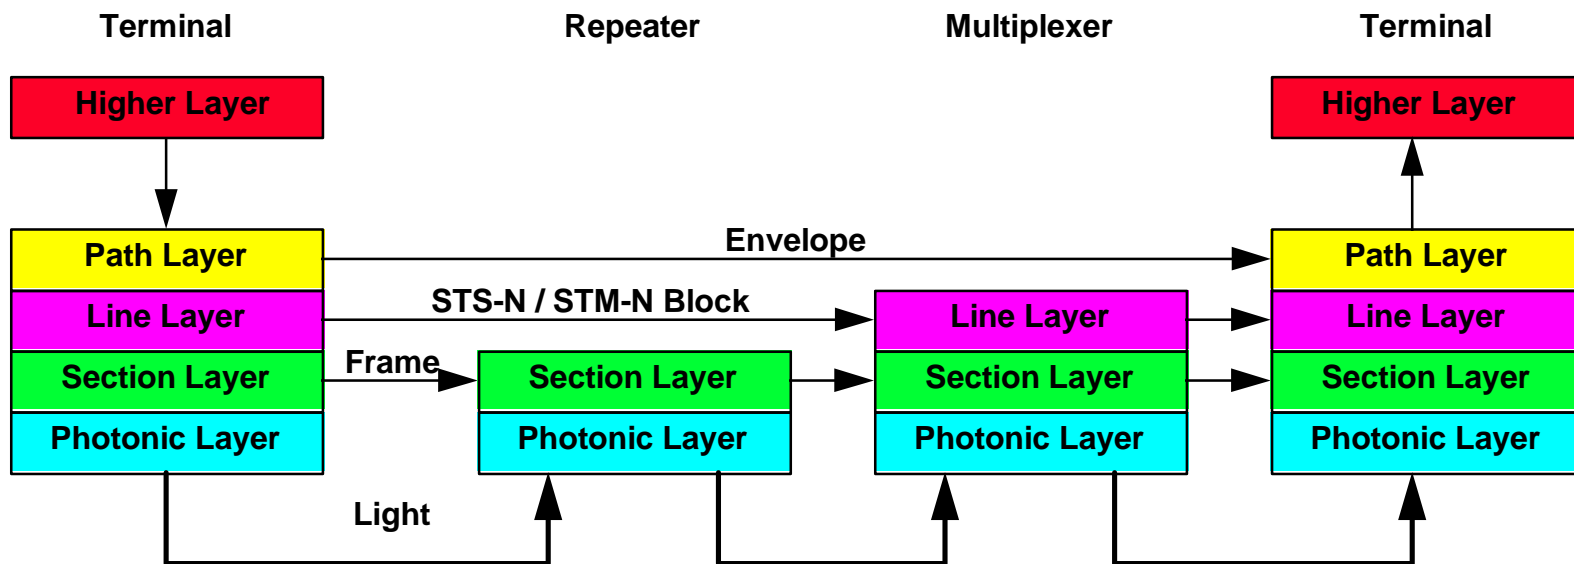 Terminal Repeater Multiplexer Terminal
Higher Layer Higher Layer
Path Layer Envelope Path Layer
Line Layer STS-N / STM-N Block Line Layer Line Layer
Section Layer Frame Section Layer Section Layer Section Layer
Photonic Layer Photonic Layer Photonic Layer Photonic Layer
Light